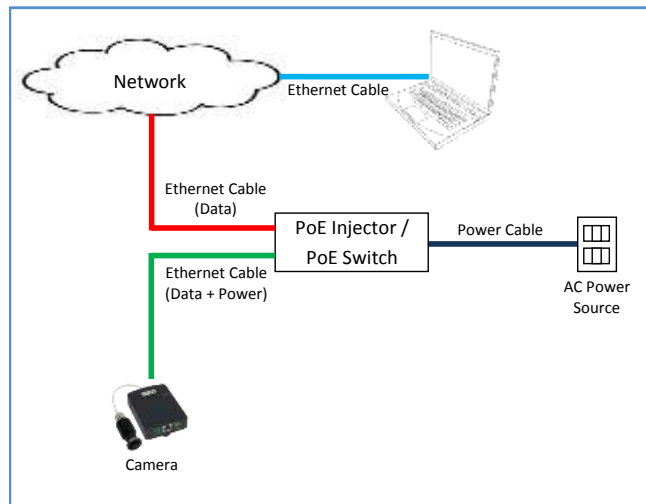 Network
Ethernet Cable
Ethernet Cable
(Data)
PoE Injector /
PoE Switch
Power Cable
Ethernet Cable
(Data + Power)
AC Power
Source
Camera